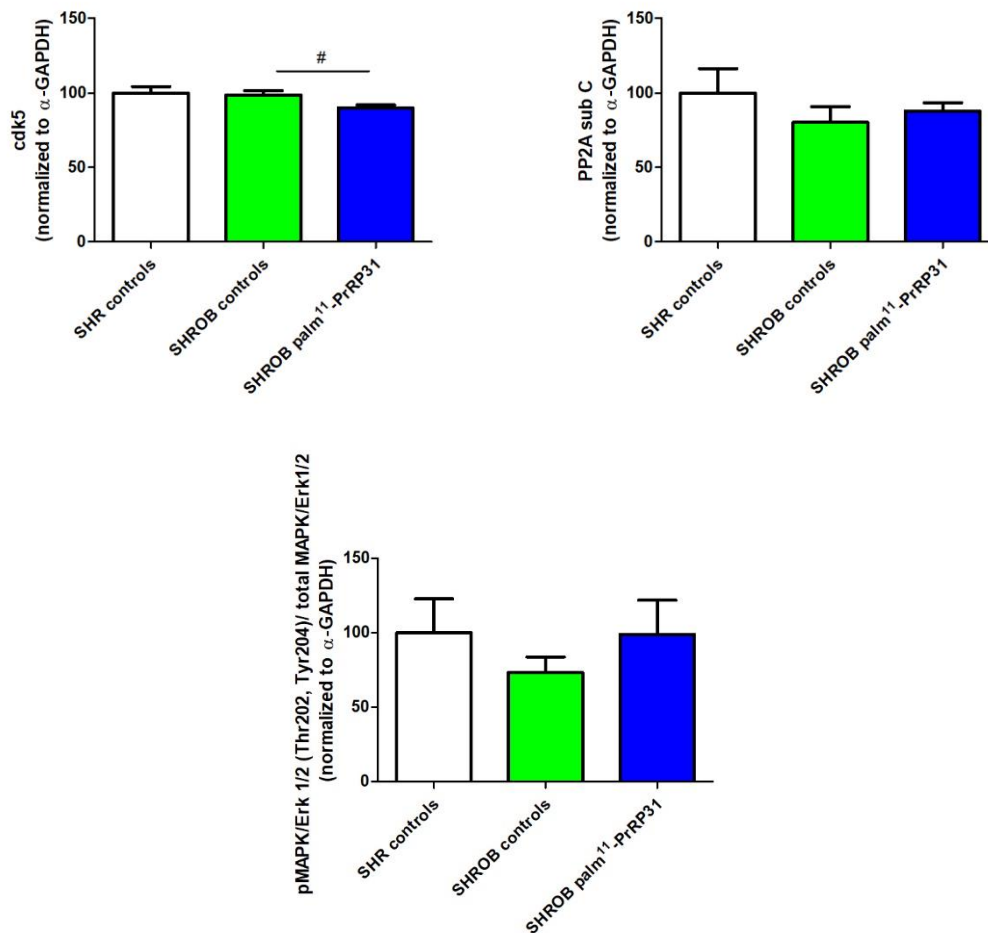 cdk5
(normalized to α-GAPDH)
150
100
50
0
#
SHR controls
SHROB controls
SHROB palm¹¹-PrRP31
PP2A sub C
(normalized to α-GAPDH)
150
100
50
0
SHR controls
SHROB controls
SHROB palm¹¹-PrRP31
pMAPK/Erk 1/2 (Thr202, Tyr204)/ total MAPK/Erk1/2
(normalized to α-GAPDH)
150
100
50
0
SHR controls
SHROB controls
SHROB palm¹¹-PrRP31